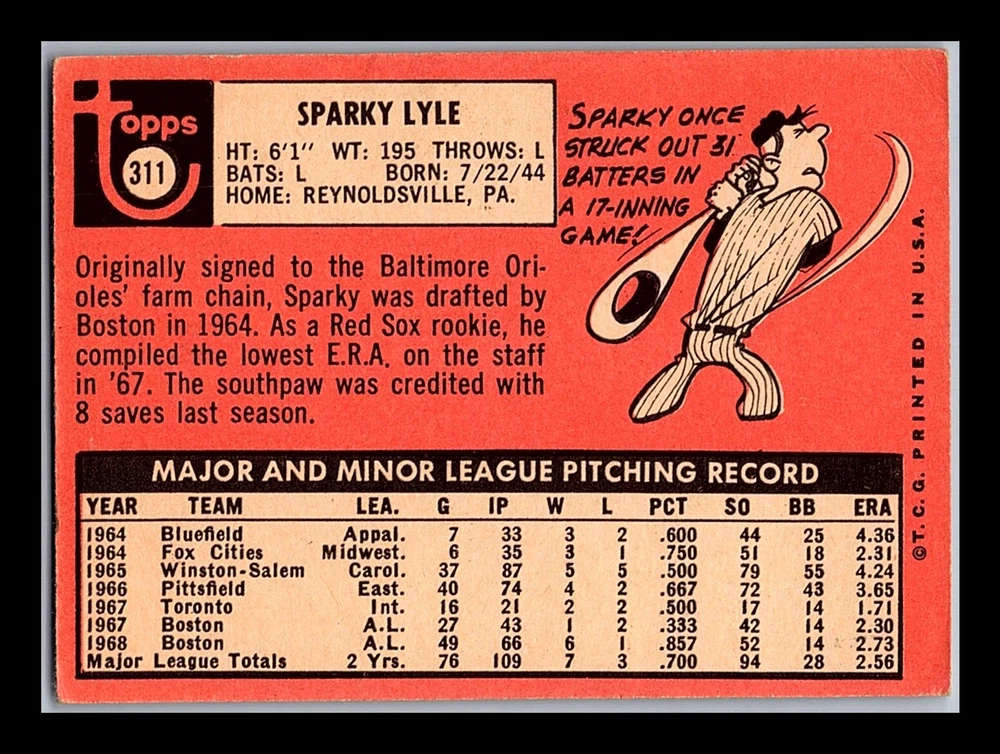 Topps
311
SPARKY LYLE
HT: 6'1" WT: 195 THROWS: L
BATS: L BORN: 7/22/44
HOME: REYNOLDSVILLE, PA.
SPARKY ONCE
STRUCK OUT 31
BATTERS IN
A 17-INNING
GAME!
Originally signed to the Baltimore Ori-
oles' farm chain, Sparky was drafted by
Boston in 1964. As a Red Sox rookie, he
compiled the lowest E.R.A. on the staff
in '67. The southpaw was credited with
8 saves last season.
MAJOR AND MINOR LEAGUE PITCHING RECORD
YEAR TEAM LEA. G IP W L PCT SO BB ERA
1964 Bluefield Appal. 7 33 3 2 .600 44 25 4.36
1964 Fox Cities Midwest. 6 35 3 1 .750 51 18 2.31
1965 Winston-Salem Carol. 37 87 5 5 .500 79 55 4.24
1966 Pittsfield East. 40 74 4 2 .667 72 43 3.65
1967 Toronto Int. 16 21 2 2 .500 17 14 1.71
1967 Boston A.L. 27 43 1 2 .333 42 14 2.30
1968 Boston A.L. 49 66 6 1 .857 52 14 2.73
Major League Totals 2 Yrs. 76 109 7 3 .700 94 28 2.56
©T.C.G. PRINTED IN U.S.A.